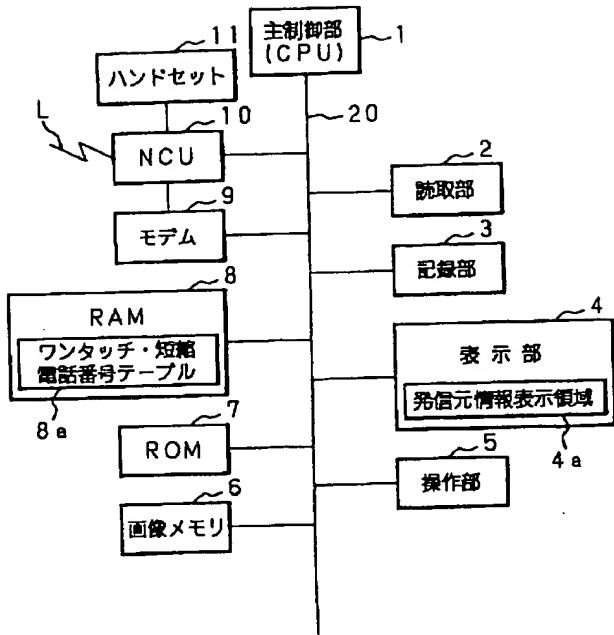 11
ハンドセット
主制御部
(CPU)
1
L
10
NCU
20
9
モデム
2
読取部
3
記録部
8
RAM
ワンタッチ・短縮
電話番号テーブル
8a
4
表示部
発信元情報表示領域
4a
7
ROM
5
操作部
6
画像メモリ